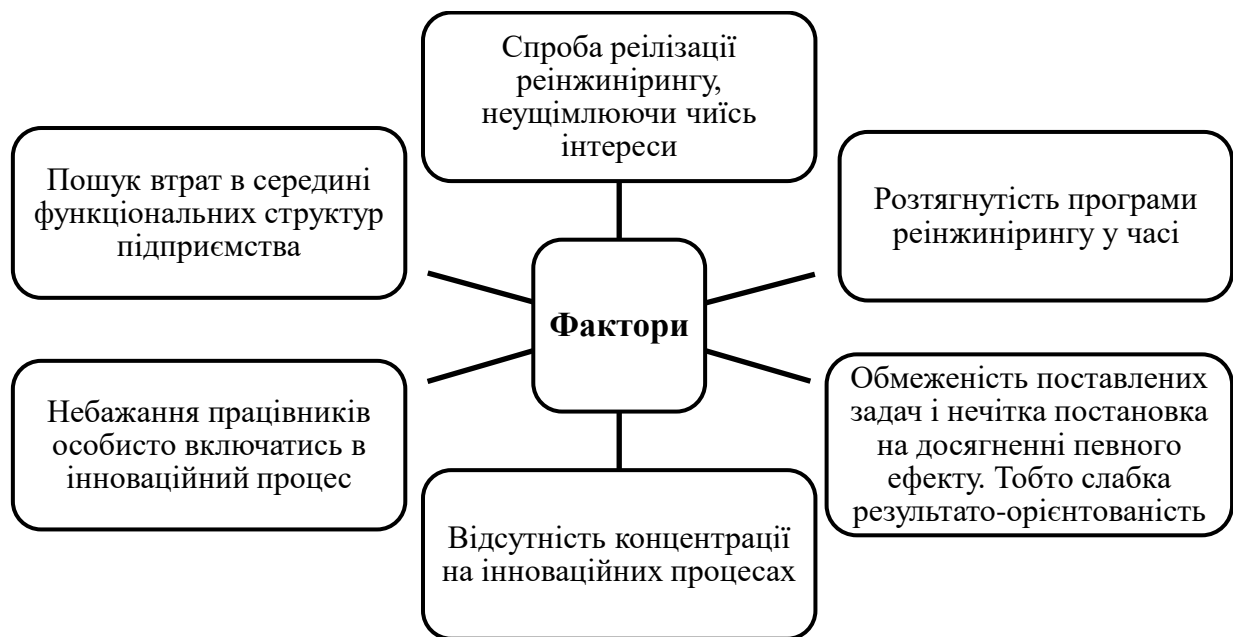 Спроба реілізації
реінжинірингу,
неущімлюючи чиїсь
інтереси
Пошук втрат в середині
функціональних структур
підприємства
Розтягнутість програми
реінжинірингу у часі
Фактори
Небажання працівників
особисто включатись в
інноваційний процес
Обмеженість поставлених
задач і нечітка постановка
на досягненні певного
ефекту. Тобто слабка
результато-орієнтованість
Відсутність концентрації
на інноваційних процесах